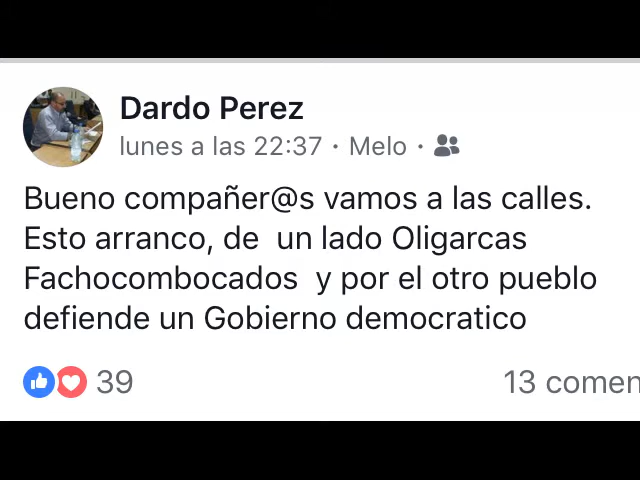 Dardo Perez
lunes a las 22:37 · Melo ·
Bueno compañer@s vamos a las calles.
Esto arranco, de  un lado Oligarcas
Fachocombocados  y por el otro pueblo
defiende un Gobierno democratico
39
13 comen